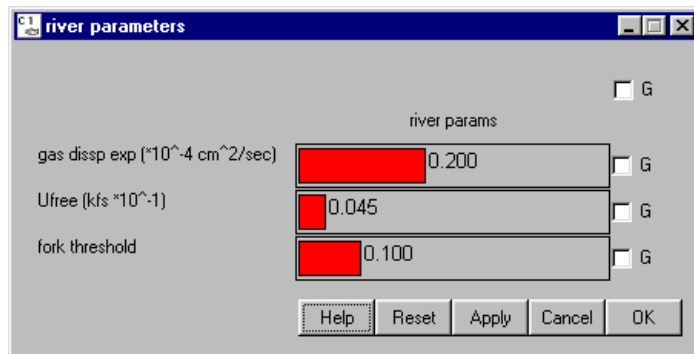 C 1
river parameters
G
river params
gas dissp exp (*10^-4 cm^2/sec) 0.200 G
Ufree (kfs *10^-1) 0.045 G
fork threshold 0.100 G
Help Reset Apply Cancel OK